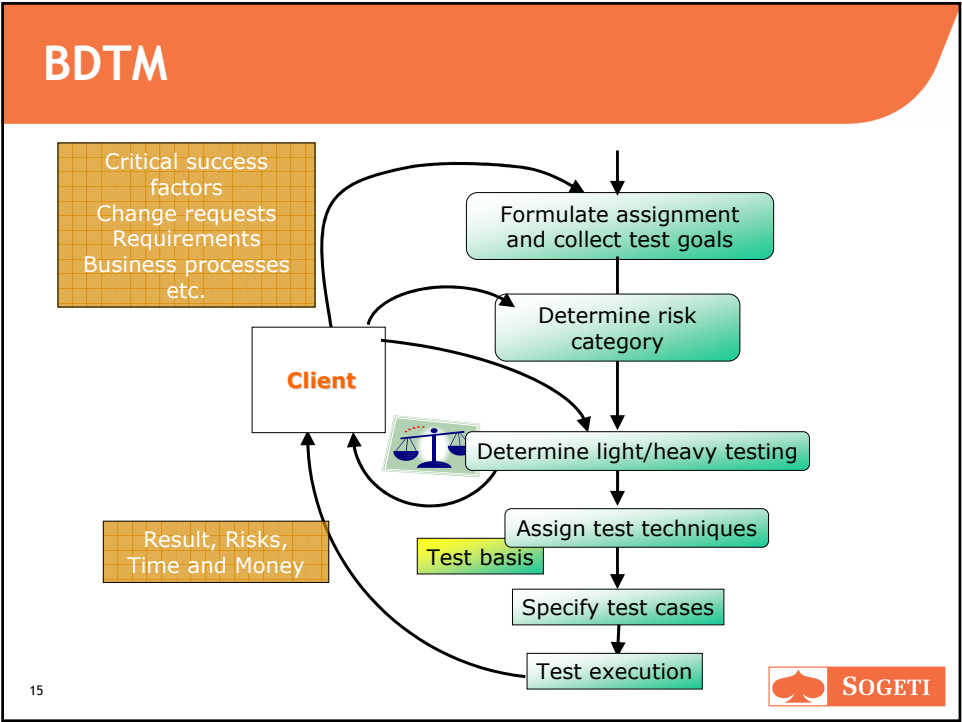 BDTM
Critical success
factors
Change requests
Requirements
Business processes
etc.
Formulate assignment
and collect test goals
Determine risk
category
Client
Determine light/heavy testing
Assign test techniques
Result, Risks,
Time and Money
Test basis
Specify test cases
Test execution
15
SOGETI